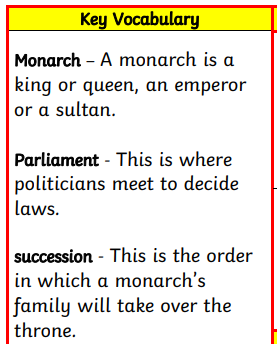 Key Vocabulary
Monarch – A monarch is a
king or queen, an emperor
or a sultan.
Parliament - This is where
politicians meet to decide
laws.
succession - This is the order
in which a monarch's
family will take over the
throne.